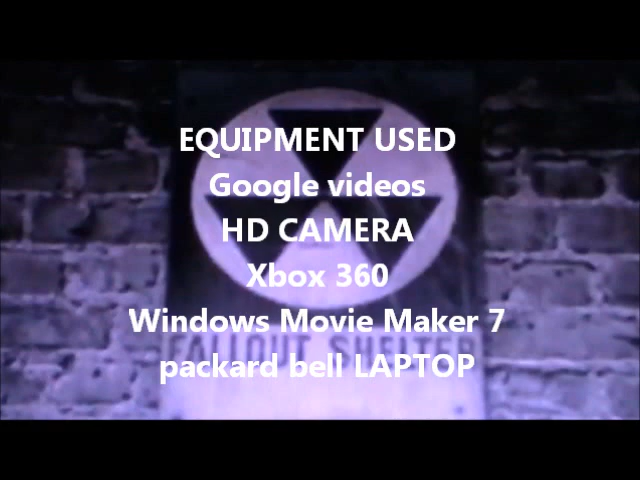 EQUIPMENT USED
Google videos
HD CAMERA
Xbox 360
Windows Movie Maker 7
FALLOUT SHELTER
packard bell LAPTOP